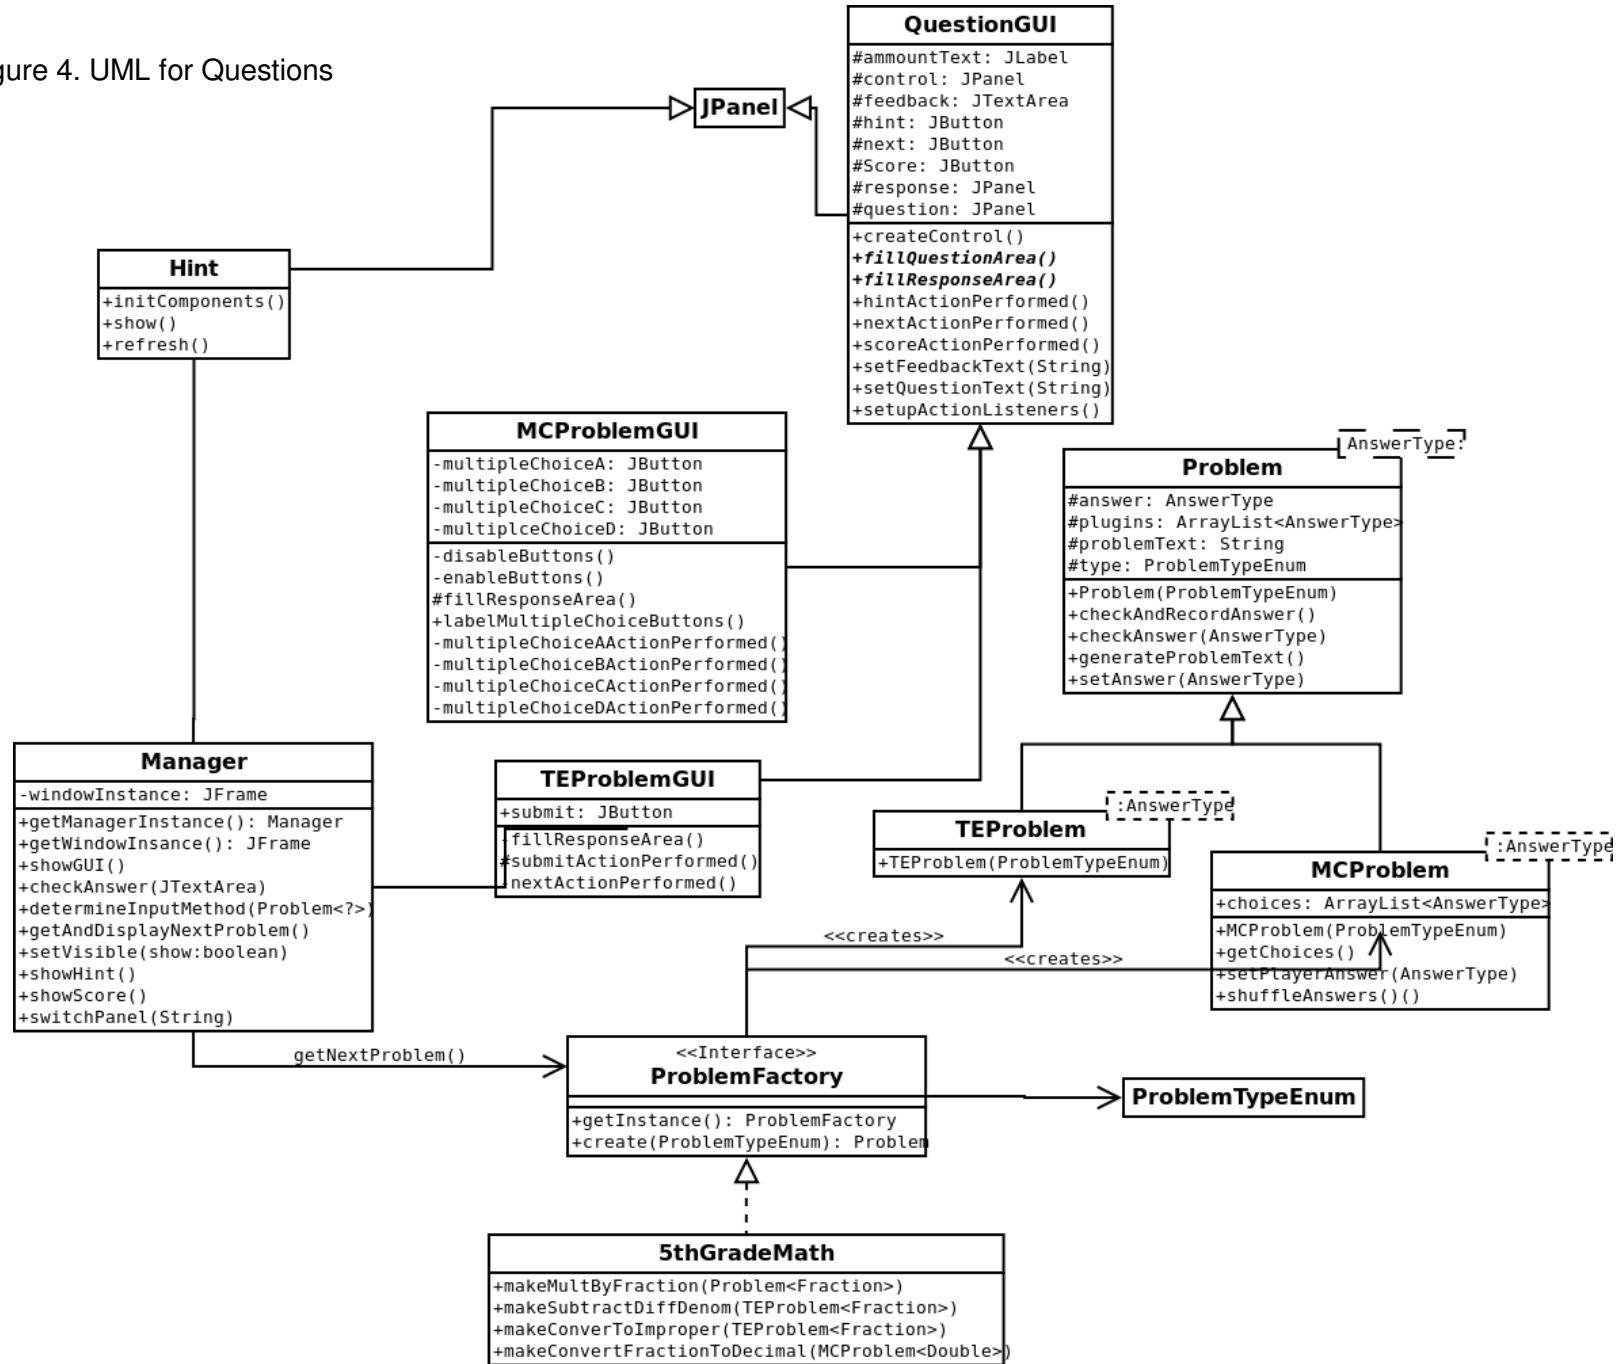 gure 4. UML for Questions
QuestionGUI
#ammountText: JLabel
#control: JPanel
#feedback: JTextArea
#hint: JButton
#next: JButton
#Score: JButton
#response: JPanel
#question: JPanel
+createControl()
+fillQuestionArea()
+fillResponseArea()
+hintActionPerformed()
+nextActionPerformed()
+scoreActionPerformed()
+setFeedbackText(String)
+setQuestionText(String)
+setupActionListeners()
JPanel
Hint
+initComponents()
+show()
+refresh()
MCProblemGUI
-multipleChoiceA: JButton
-multipleChoiceB: JButton
-multipleChoiceC: JButton
-multiplceChoiceD: JButton
-disableButtons()
-enableButtons()
#fillResponseArea()
+labelMultipleChoiceButtons()
-multipleChoiceAActionPerformed()
-multipleChoiceBActionPerformed()
-multipleChoiceCActionPerformed()
-multipleChoiceDActionPerformed()
AnswerType:
Problem
#answer: AnswerType
#plugins: ArrayList<AnswerType>
#problemText: String
#type: ProblemTypeEnum
+Problem(ProblemTypeEnum)
+checkAndRecordAnswer()
+checkAnswer(AnswerType)
+generateProblemText()
+setAnswer(AnswerType)
Manager
-windowInstance: JFrame
+getManagerInstance(): Manager
+getWindowInsance(): JFrame
+showGUI()
+checkAnswer(JTextArea)
+determineInputMethod(Problem<?>)
+getAndDisplayNextProblem()
+setVisible(show:boolean)
+showHint()
+showScore()
+switchPanel(String)
TEProblemGUI
+submit: JButton
-fillResponseArea()
#submitActionPerformed()
-nextActionPerformed()
:AnswerType
TEProblem
+TEProblem(ProblemTypeEnum)
:AnswerType
MCProblem
+choices: ArrayList<AnswerType>
+MCProblem(ProblemTypeEnum)
+getChoices()
+setPlayerAnswer(AnswerType)
+shuffleAnswers()()
<<creates>>
<<creates>>
getNextProblem()
<<Interface>>
ProblemFactory
+getInstance(): ProblemFactory
+create(ProblemTypeEnum): Problem
ProblemTypeEnum
5thGradeMath
+makeMultByFraction(Problem<Fraction>)
+makeSubtractDiffDenom(TEProblem<Fraction>)
+makeConverToImproper(TEProblem<Fraction>)
+makeConvertFractionToDecimal(MCProblem<Double>)